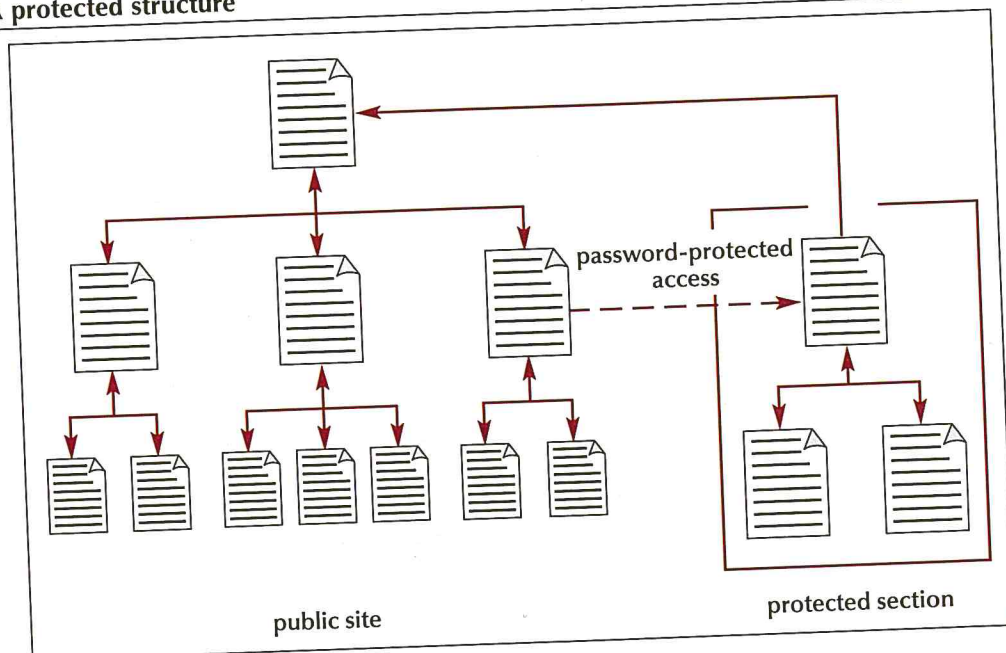 A protected structure
password-protected
access
public site
protected section